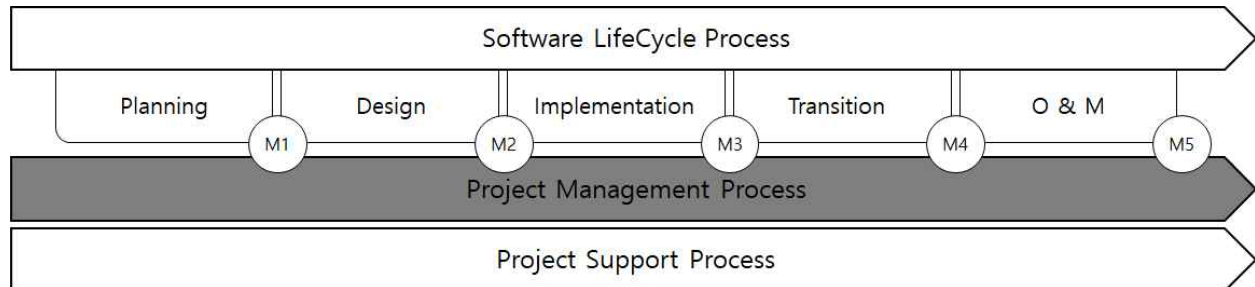 Software LifeCycle Process
Planning Design Implementation Transition O & M
M1 M2 M3 M4 M5
Project Management Process
Project Support Process